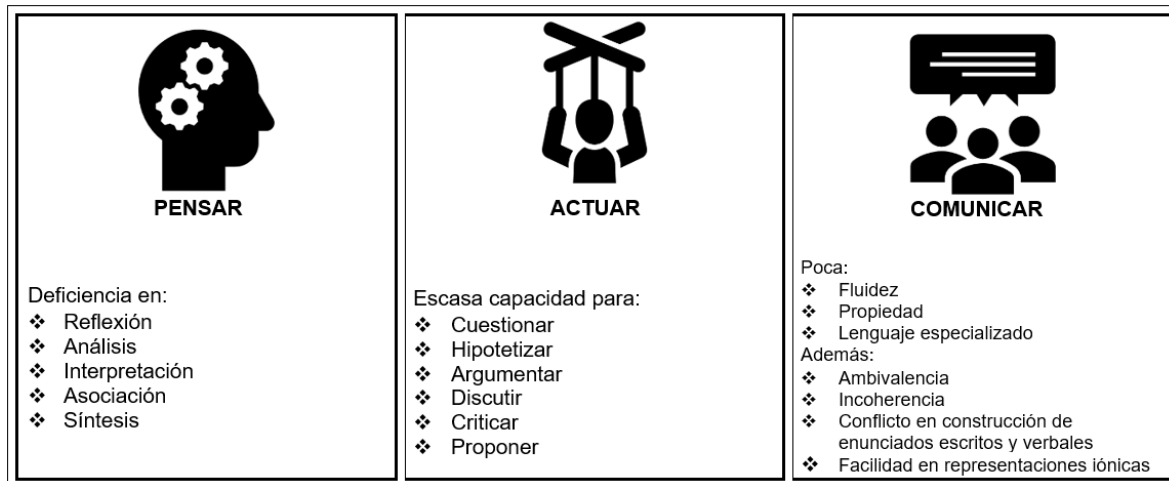 PENSAR
Deficiencia en:
❖ Reflexión
❖ Análisis
❖ Interpretación
❖ Asociación
❖ Síntesis
ACTUAR
Escasa capacidad para:
❖ Cuestionar
❖ Hipotetizar
❖ Argumentar
❖ Discutir
❖ Criticar
❖ Proponer
COMUNICAR
Poca:
❖ Fluidez
❖ Propiedad
❖ Lenguaje especializado
Además:
❖ Ambivalencia
❖ Incoherencia
❖ Conflicto en construcción de
enunciados escritos y verbales
❖ Facilidad en representaciones iónicas